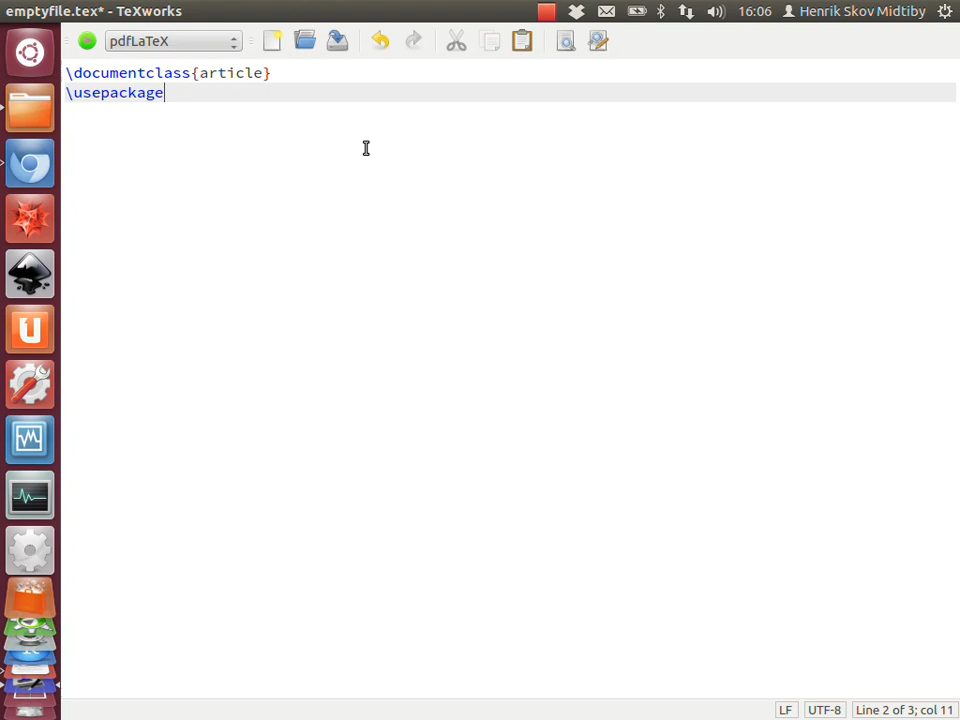 emptyfile.tex* - TeXworks
16:06
Henrik Skov Midtiby
pdfLaTeX
\documentclass{article}
\usepackage
LF
UTF-8
Line 2 of 3; col 11